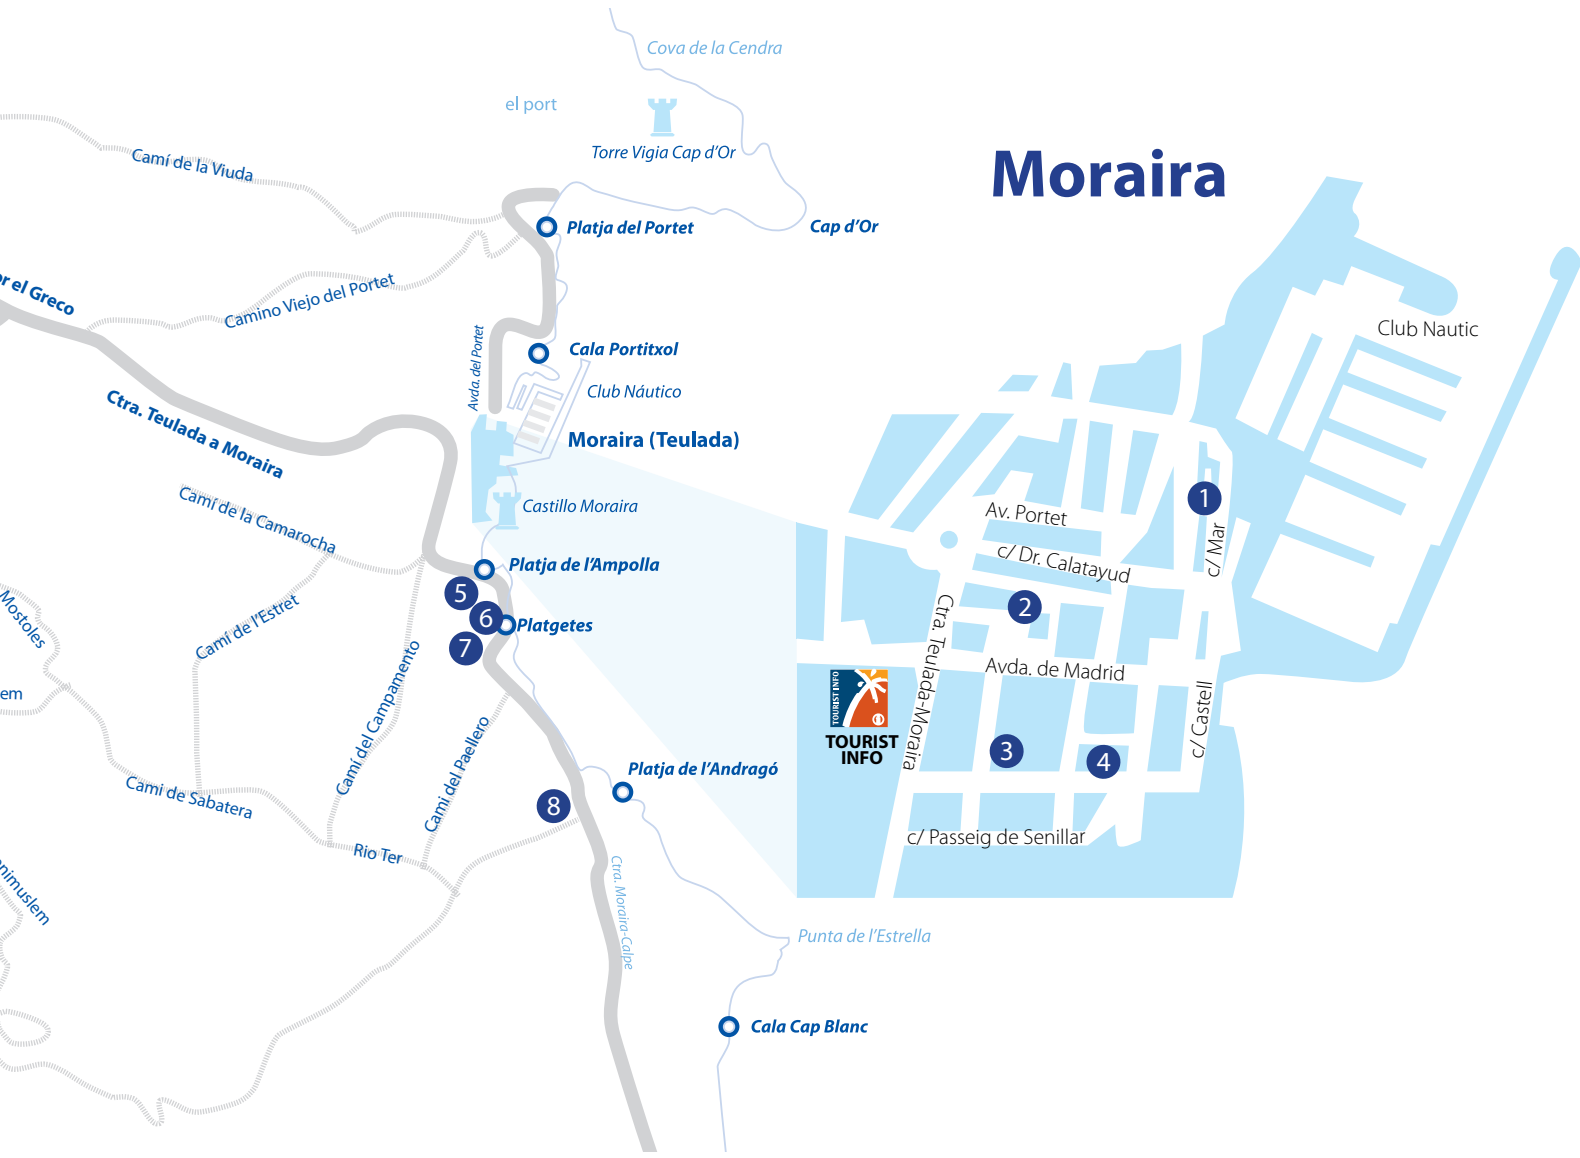 Cova de la Cendra
el port
Torre Vigia Cap d'Or
Moraira
Camí de la Viuda
Platja del Portet
Cap d'Or
or el Greco
Camino Viejo del Portet
Avda. del Portet
Cala Portitxol
Club Náutico
Club Nautic
Ctra. Teulada a Moraira
Moraira (Teulada)
Camí de la Camarocha
Castillo Moraira
1
Av. Portet
c/ Mar
c/ Dr. Calatayud
Platja de l'Ampolla
5
6
Platgetes
7
2
Mostoles
Camí de l'Estret
Ctra. Teulada-Moraira
Avda. de Madrid
em
Camí del Campamento
TOURIST INFO
TOURIST
INFO
c/ Castell
3
4
Cami del Paellero
Platja de l'Andragó
8
Cami de Sabatera
Rio Ter
c/ Passeig de Senillar
Ctra. Moraira-Calpe
nimuslem
Punta de l'Estrella
Cala Cap Blanc